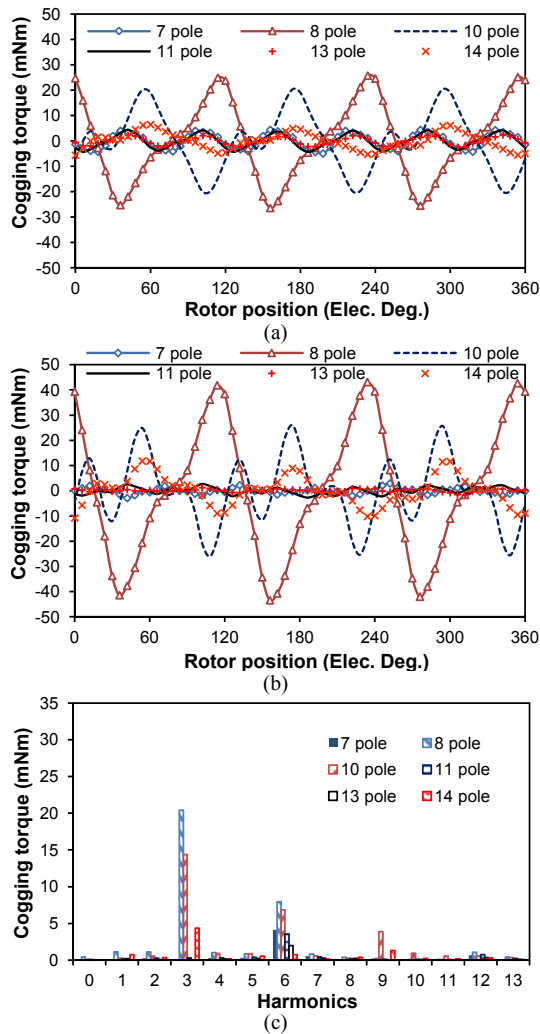 7 pole 8 pole 10 pole
11 pole 13 pole 14 pole
Cogging torque (mNm)
50
40
30
20
10
0
-10
-20
-30
-40
-50
0 60 120 180 240 300 360
Rotor position (Elec. Deg.)
(a)
7 pole 8 pole 10 pole
11 pole 13 pole 14 pole
Cogging torque (mNm)
50
40
30
20
10
0
-10
-20
-30
-40
-50
0 60 120 180 240 300 360
Rotor position (Elec. Deg.)
(b)
Cogging torque (mNm)
35
30
25
20
15
10
5
0
7 pole 8 pole
10 pole 11 pole
13 pole 14 pole
0 1 2 3 4 5 6 7 8 9 10 11 12 13
Harmonics
(c)